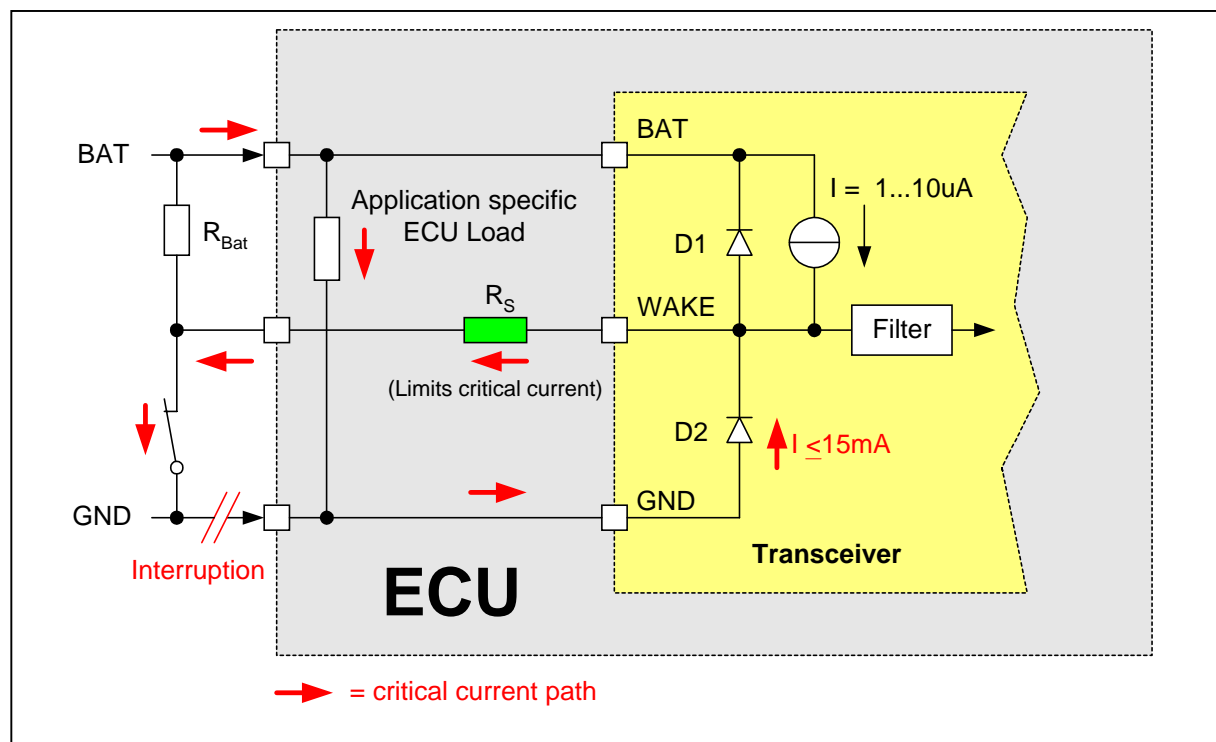 BAT
BAT
I = 1...10uA
Application specific
ECU Load
R_Bat
D1
R_S
WAKE
Filter
(Limits critical current)
D2
I ≤15mA
GND
GND
Interruption
Transceiver
ECU
= critical current path